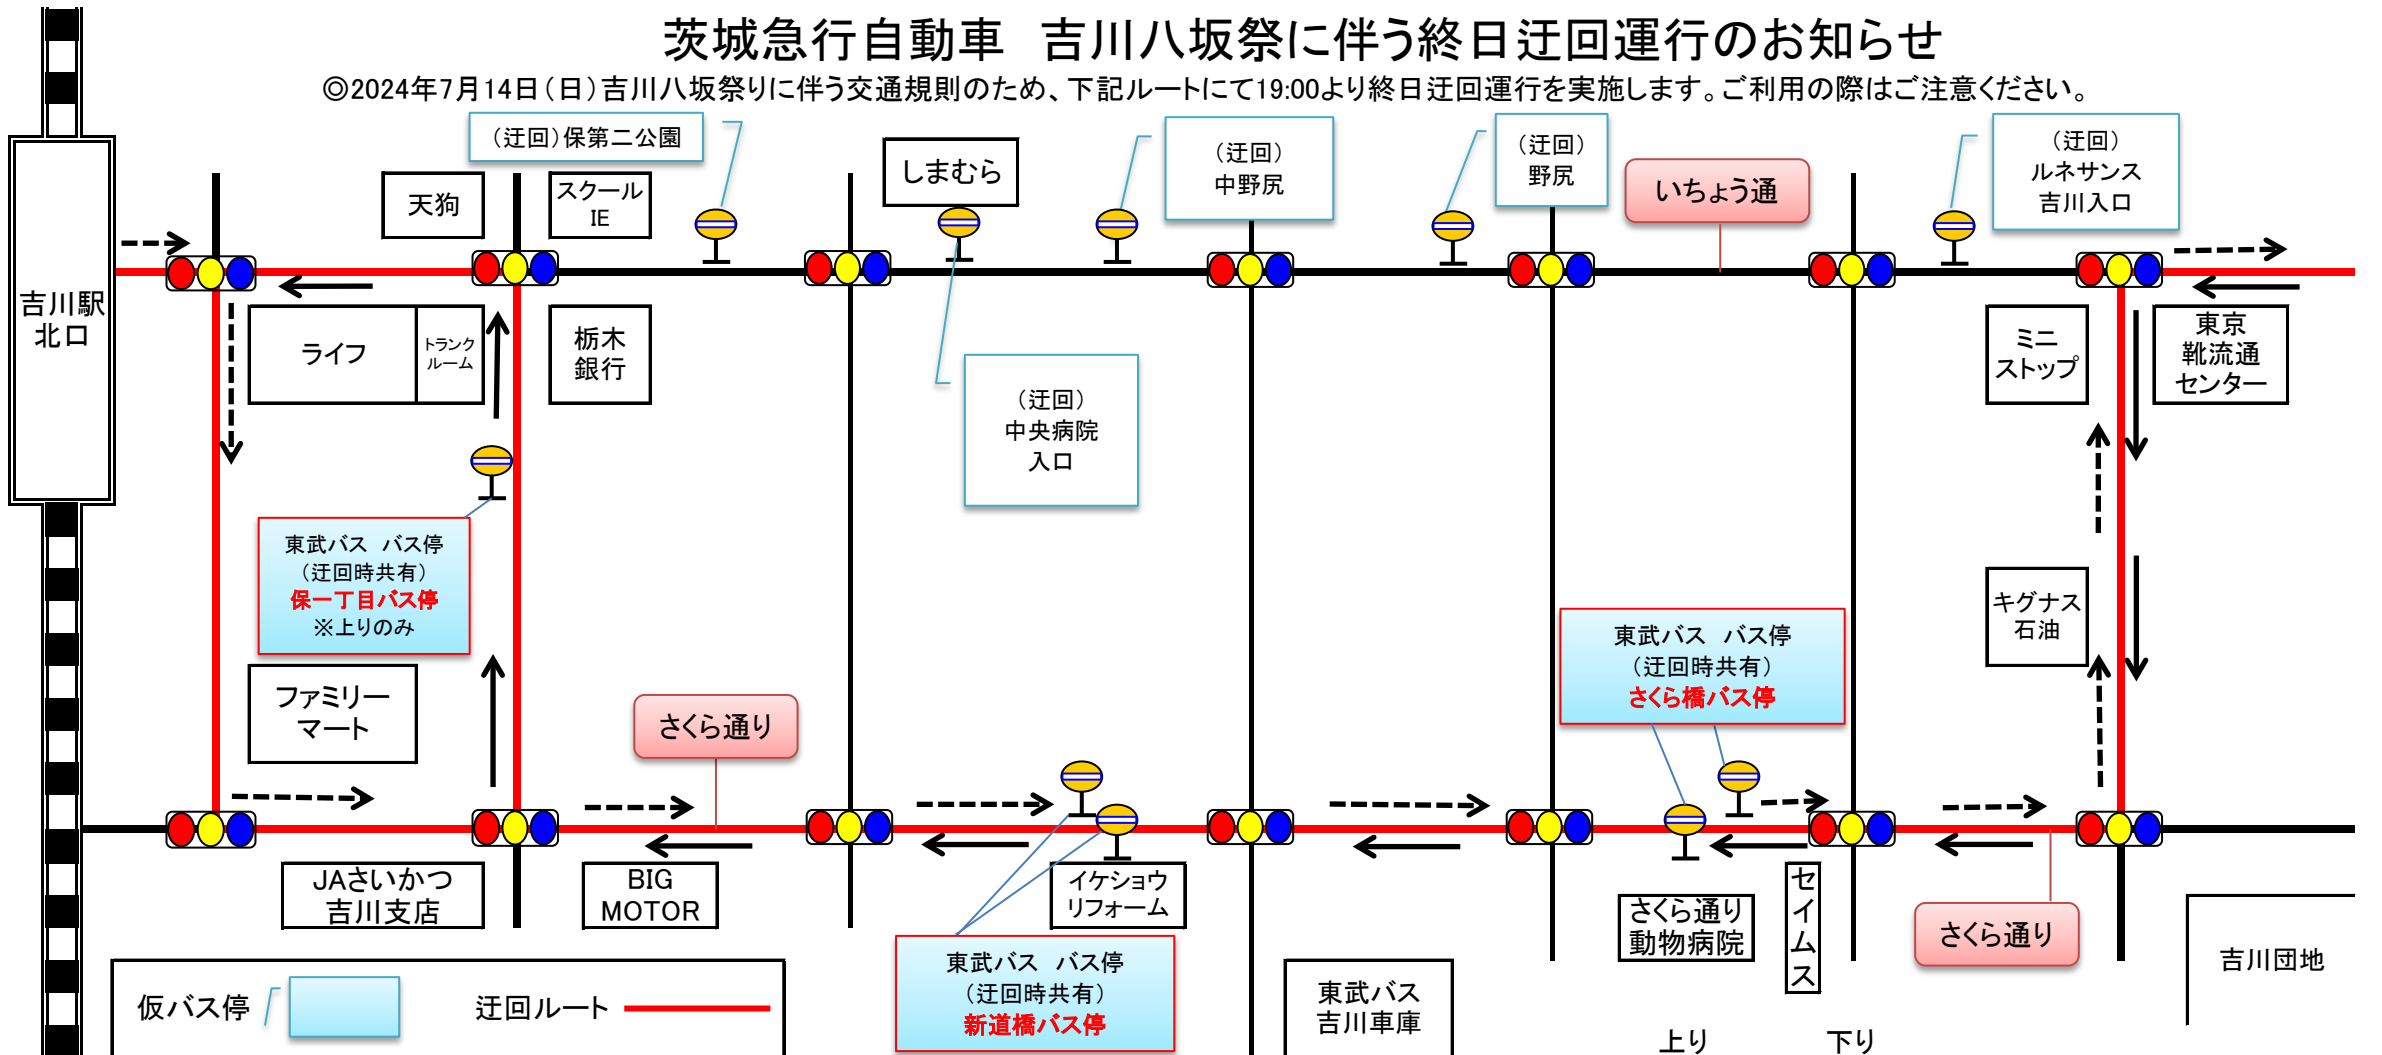 茨城急行自動車　吉川八坂祭に伴う終日迂回運行のお知らせ
◎2024年7月14日（日）吉川八坂祭りに伴う交通規則のため、下記ルートにて19:00より終日迂回運行を実施します。ご利用の際はご注意ください。
（迂回）保第二公園
しまむら
（迂回）
中野尻
（迂回）
野尻
いちょう通
（迂回）
ルネサンス
吉川入口
天狗
スクール
IE
吉川駅
北口
ライフ
トランク
ルーム
栃木
銀行
（迂回）
中央病院
入口
ミニ
ストップ
東京
靴流通
センター
東武バス　バス停
（迂回時共有）
保一丁目バス停
※上りのみ
キグナス
石油
東武バス　バス停
（迂回時共有）
さくら橋バス停
ファミリー
マート
さくら通り
JAさいかつ
吉川支店
BIG
MOTOR
イケショウ
リフォーム
さくら通り
動物病院
セイムス
さくら通り
吉川団地
東武バス　バス停
（迂回時共有）
新道橋バス停
東武バス
吉川車庫
仮バス停
迂回ルート
上り
下り